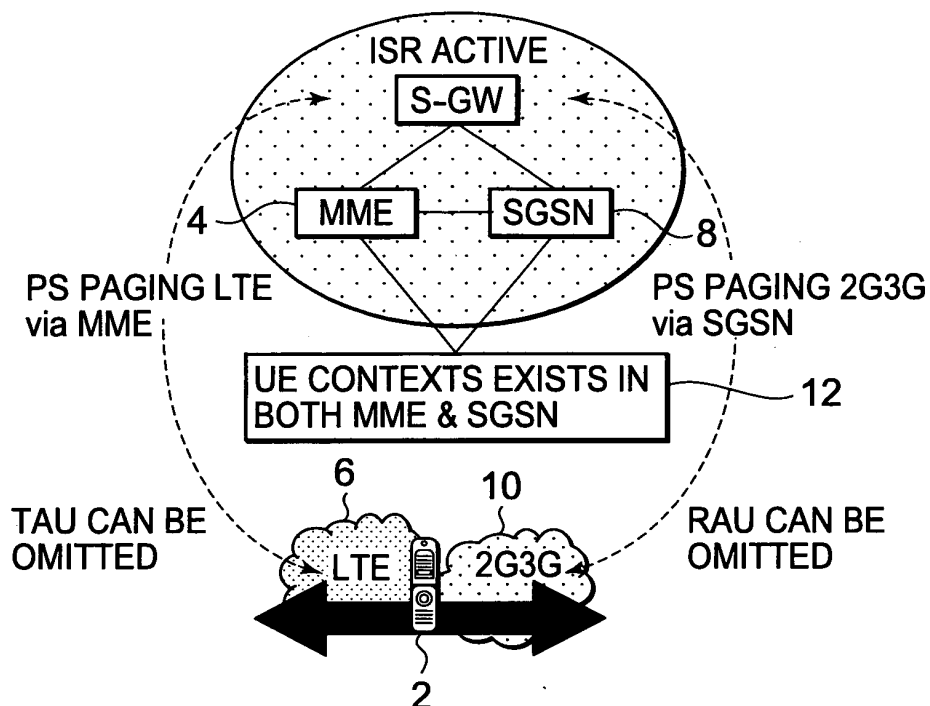 ISR ACTIVE
S-GW
4
MME
SGSN
8
PS PAGING LTE
via MME
PS PAGING 2G3G
via SGSN
UE CONTEXTS EXISTS IN
BOTH MME & SGSN
12
6
10
TAU CAN BE
OMITTED
LTE
2G3G
RAU CAN BE
OMITTED
2